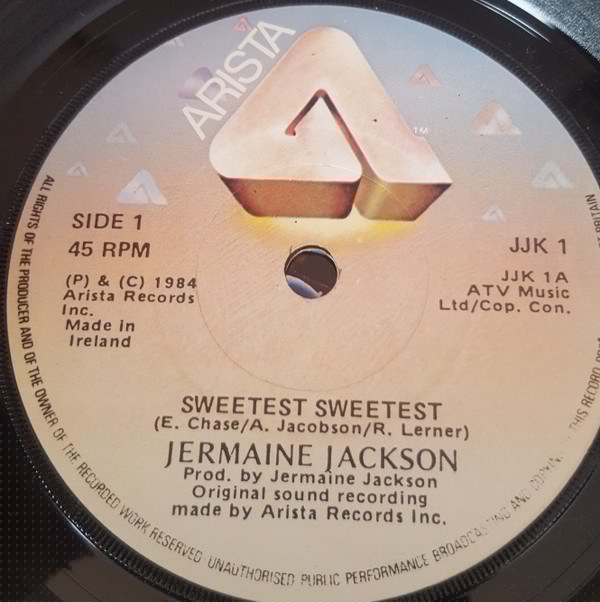 ARISTA
TM
SIDE 1
45 RPM
(P) & (C) 1984
Arista Records
Inc.
Made in
Ireland
JJK 1
JJK 1A
ATV Music
Ltd/Cop. Con.
SWEETEST SWEETEST
(E. Chase/A. Jacobson/R. Lerner)
JERMAINE JACKSON
Prod. by Jermaine Jackson
Original sound recording
made by Arista Records Inc.
ALL RIGHTS OF THE PRODUCER AND OF THE OWNER OF THE RECORDED WORK RESERVED UNAUTHORISED PUBLIC PERFORMANCE BROADCASTING AND COPYING THIS RECORD
BRITAIN